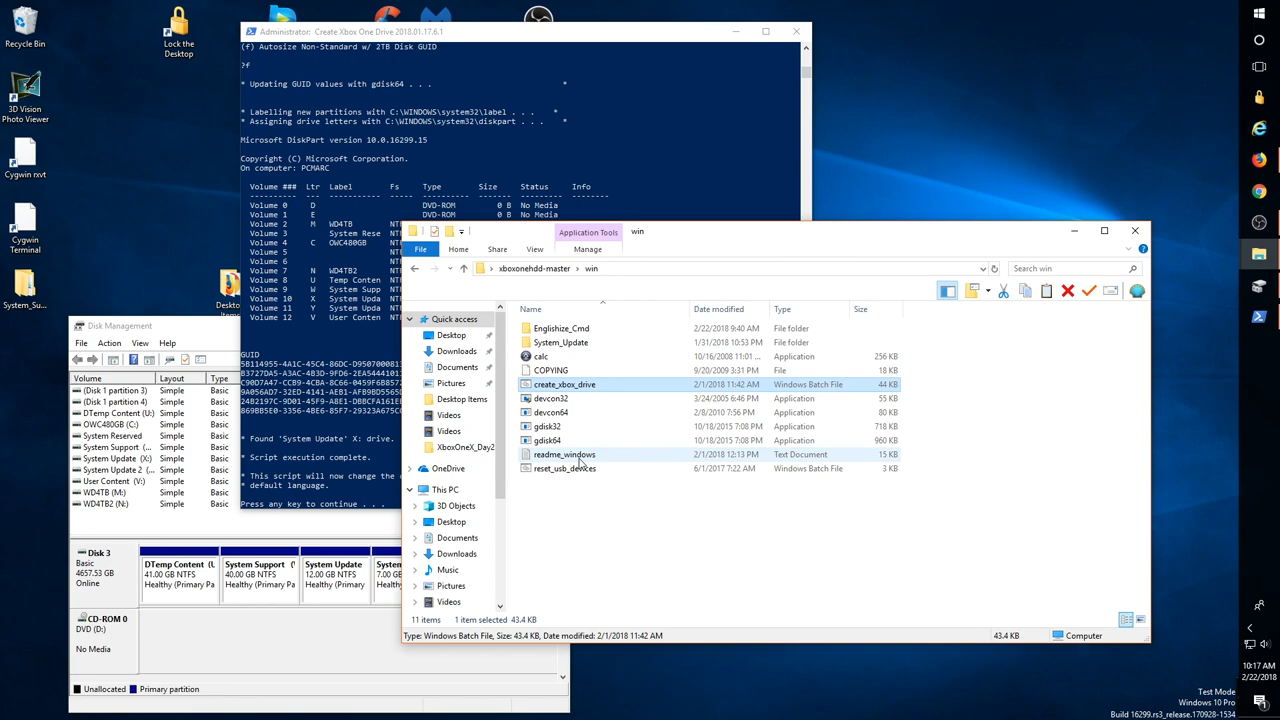 Recycle Bin
Lock the
Desktop
3D Vision
Photo Viewer
Cygwin rxvt
Cygwin
Terminal
System_Su...
Administrator: Create Xbox One Drive 2018.01.17.6.1
(f) Autosize Non-Standard w/ 2TB Disk GUID
?f
* Updating GUID values with gdisk64 . . . *
* Labelling new partitions with C:\WINDOWS\system32\label . . . *
* Assigning drive letters with C:\WINDOWS\system32\diskpart . . . *
Microsoft DiskPart version 10.0.16299.15
Copyright (C) Microsoft Corporation.
On computer: PCMARC
Volume ### Ltr Label Fs Type Size Status Info
Volume 0 D DVD-ROM 0 B No Media
Volume 1 E DVD-ROM 0 B No Media
Volume 2 M WD4TB
Volume 3 System Rese
Volume 4 C OWC480GB
Volume 5
Volume 6
Volume 7 N WD4TB2
Volume 8 U Temp Conten
Volume 9 W System Supp
Volume 10 X System Upda
Volume 11 Y System Upda
Volume 12 V User Conten
GUID
* Found 'System Update' X: drive.
* Script execution complete.
* This script will now change the
* default language.
Press any key to continue . . .
Application Tools
win
File
Home
Share
View
Manage
xboxonehdd-master
win
Search win
Name
Date modified
Type
Size
Quick access
Desktop
Downloads
Documents
Pictures
Desktop Items
Videos
Videos
XboxOneX_Day2
OneDrive
This PC
3D Objects
Desktop
Documents
Downloads
Music
Pictures
Videos
Englishize_Cmd 2/22/2018 9:40 AM File folder
System_Update 1/31/2018 10:53 PM File folder
calc 10/16/2008 11:01 ... Application 256 KB
COPYING 9/20/2009 3:31 PM File 18 KB
create_xbox_drive 2/1/2018 11:42 AM Windows Batch File 44 KB
devcon32 3/24/2005 6:46 PM Application 55 KB
devcon64 2/8/2010 7:56 PM Application 80 KB
gdisk32 10/18/2015 7:08 PM Application 718 KB
gdisk64 10/18/2015 7:08 PM Application 960 KB
readme_windows 2/1/2018 12:13 PM Text Document 15 KB
reset_usb_devices 6/1/2017 7:22 AM Windows Batch File 3 KB
11 items 1 item selected 43.4 KB
Type: Windows Batch File, Size: 43.4 KB, Date modified: 2/1/2018 11:42 AM
43.4 KB
Computer
Disk Management
File Action View Help
Volume Layout Type
(Disk 1 partition 3) Simple Basic
(Disk 1 partition 4) Simple Basic
DTemp Content (U:) Simple Basic
OWC480GB (C:) Simple Basic
System Reserved Simple Basic
System Support (W:) Simple Basic
System Update (X:) Simple Basic
System Update 2 (Y:) Simple Basic
User Content (V:) Simple Basic
WD4TB (M:) Simple Basic
WD4TB2 (N:) Simple Basic
Disk 3
Basic
4657.53 GB
Online
DTemp Content (U
41.00 GB NTFS
Healthy (Primary Pa
System Support (W
40.00 GB NTFS
Healthy (Primary Pa
System Update
12.00 GB NTFS
Healthy (Primary
System
7.00 GB
Healthy
CD-ROM 0
DVD (D:)
No Media
Unallocated
Primary partition
10:17 AM
2/22/2018
Test Mode
Windows 10 Pro
Build 16299.rs3_release.170928-1534